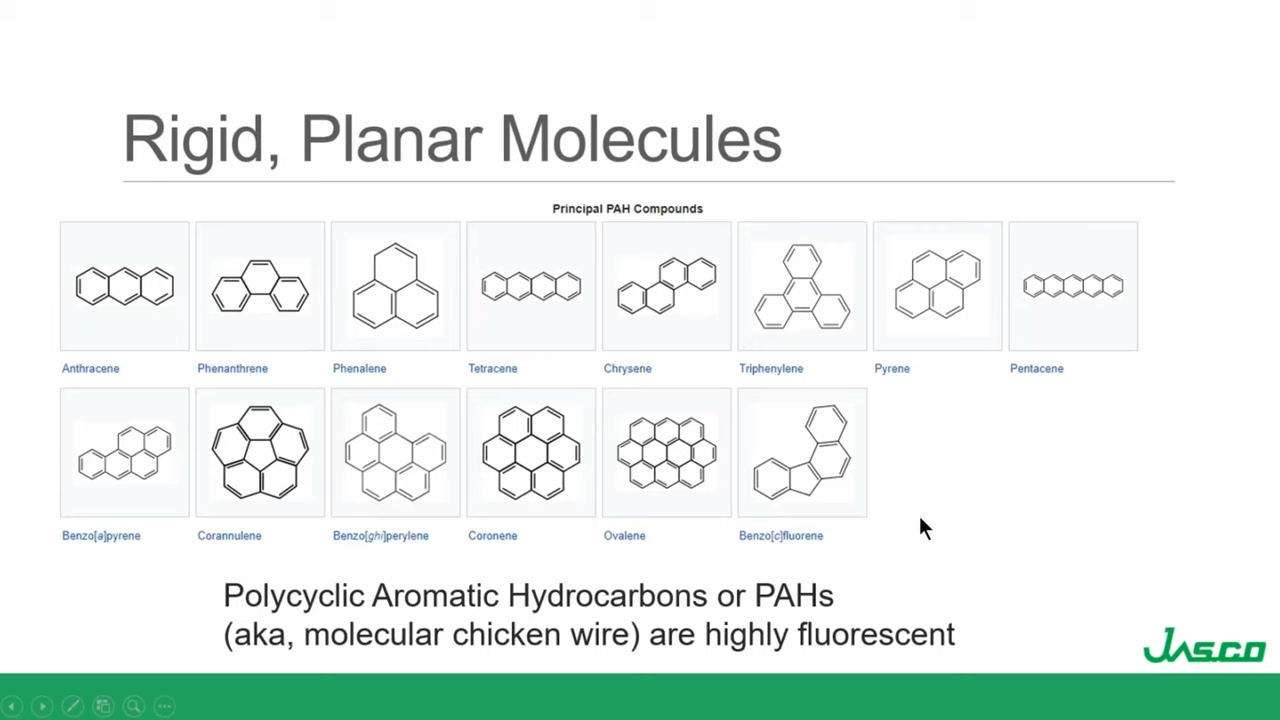 Rigid, Planar Molecules
Principal PAH Compounds
Anthracene
Phenanthrene
Phenalene
Tetracene
Chrysene
Triphenylene
Pyrene
Pentacene
Benzo[a]pyrene
Corannulene
Benzo[ghi]perylene
Coronene
Ovalene
Benzo[c]fluorene
Polycyclic Aromatic Hydrocarbons or PAHs
(aka, molecular chicken wire) are highly fluorescent
JASCO